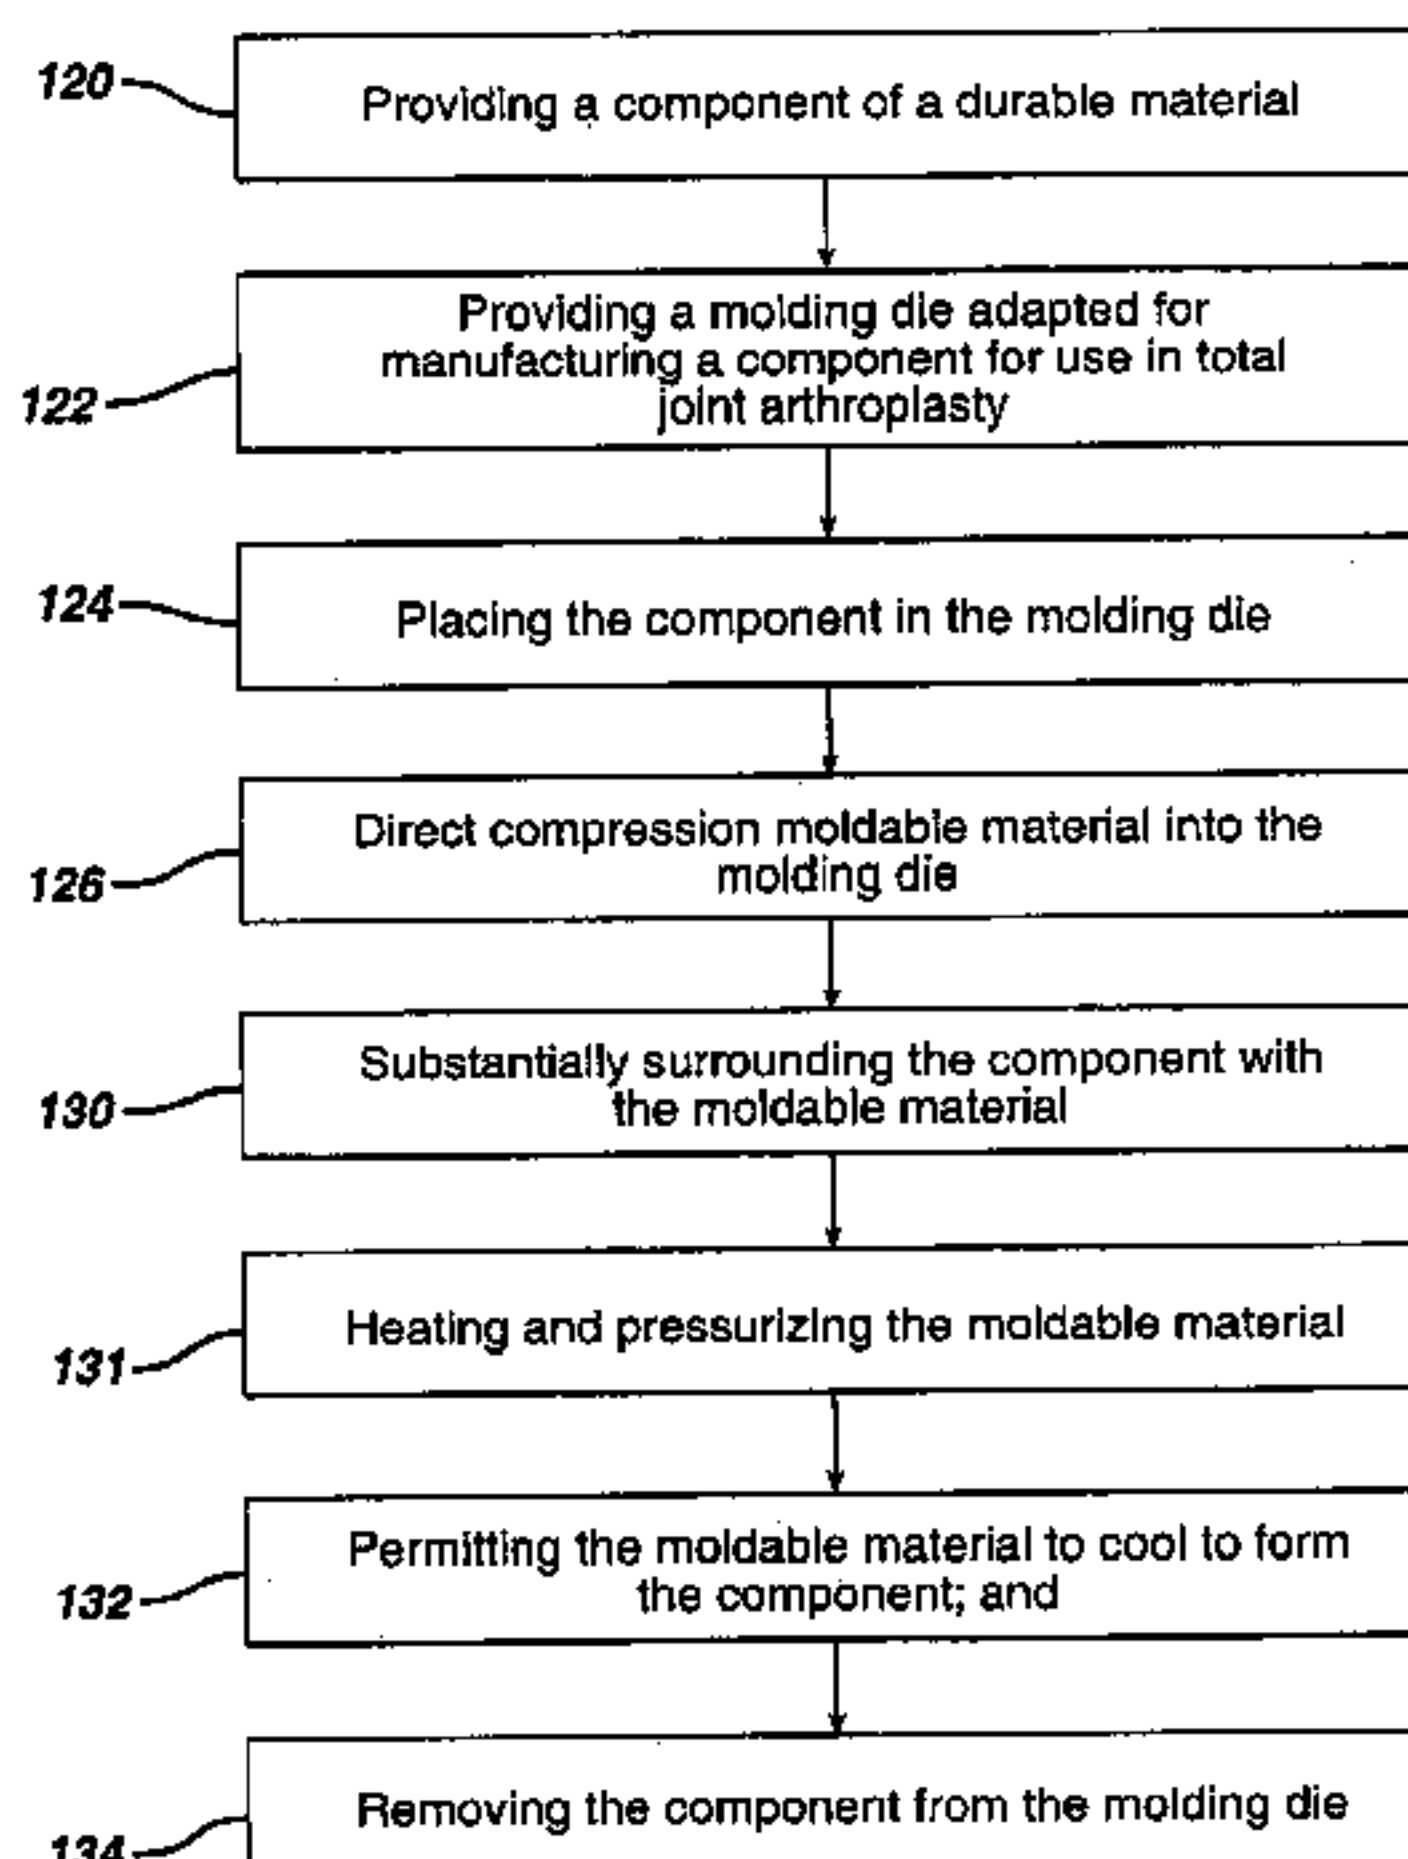 120
Providing a component of a durable material
Providing a molding die adapted for
manufacturing a component for use in total
joint arthroplasty
122
124
Placing the component in the molding die
Direct compression moldable material into the
molding die
126
Substantially surrounding the component with
the moldable material
130
Heating and pressurizing the moldable material
131
Permitting the moldable material to cool to form
the component; and
132
Removing the component from the molding die
134